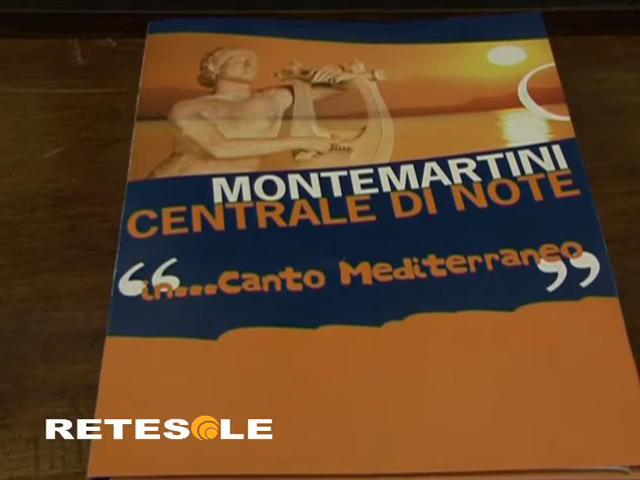 MONTEMARTINI
CENTRALE DI NOTE
“in...Canto Mediterraneo”
RETESOLE